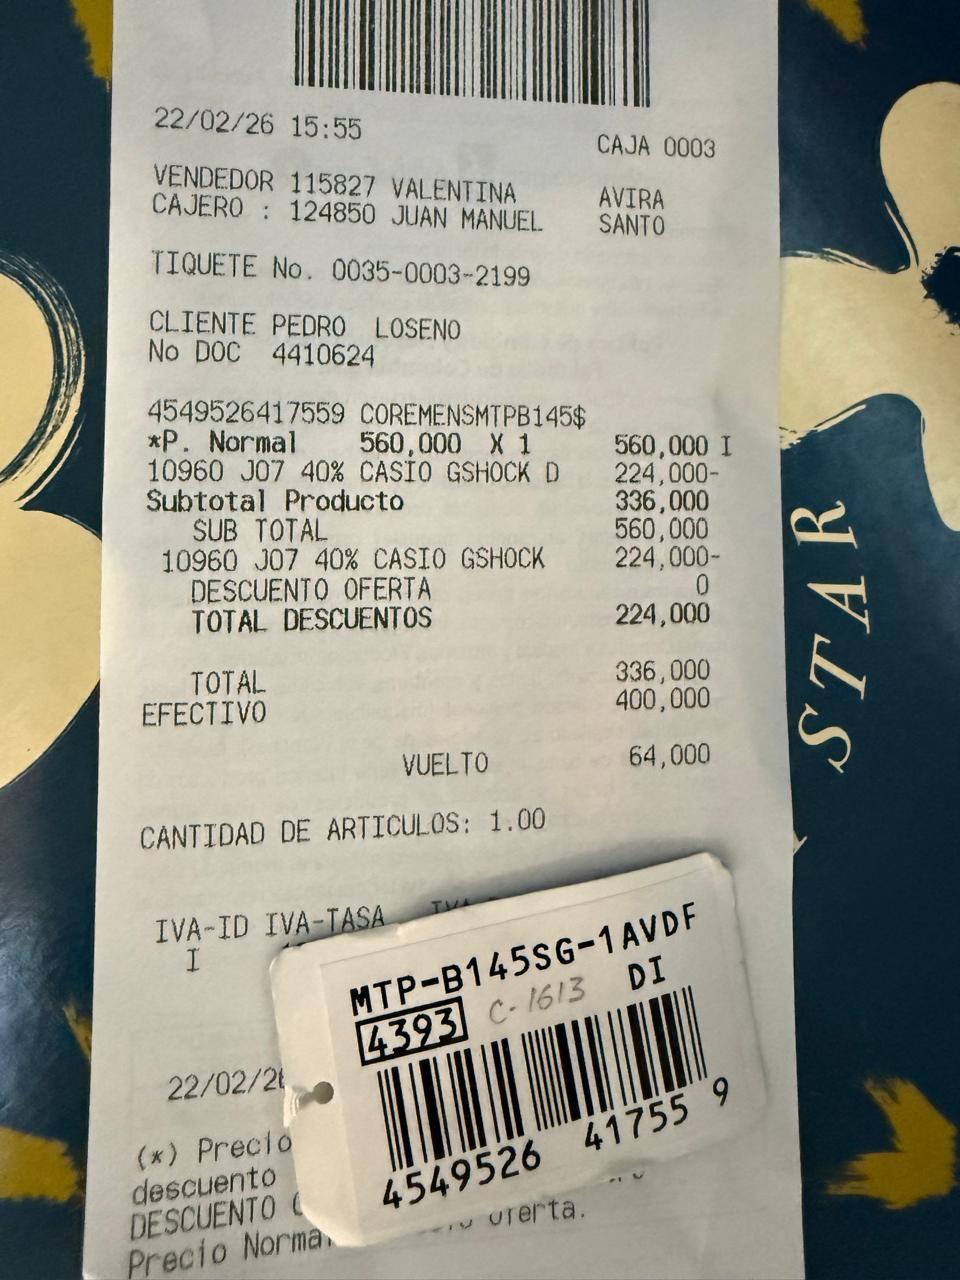 22/02/26 15:55 CAJA 0003
VENDEDOR 115827 VALENTINA AVIRA
CAJERO : 124850 JUAN MANUEL SANTO
TIQUETE No. 0035-0003-2199
CLIENTE PEDRO LOSENO
No DOC 4410624
4549526417559 COREMENSMTPB145$
*P. Normal 560,000 X 1 560,000 I
10960 J07 40% CASIO GSHOCK D 224,000-
Subtotal Producto 336,000
SUB TOTAL 560,000
10960 J07 40% CASIO GSHOCK 224,000-
DESCUENTO OFERTA 0
TOTAL DESCUENTOS 224,000
TOTAL 336,000
EFECTIVO 400,000
VUELTO 64,000
CANTIDAD DE ARTICULOS: 1.00
IVA-ID IVA-TASA
I
22/02/26
(*) Precio
descuento
DESCUENTO
Precio Normal oferta.
MTP-B145SG-1AVDF
4393 C-1613 DI
4549526 41755 9
STAR